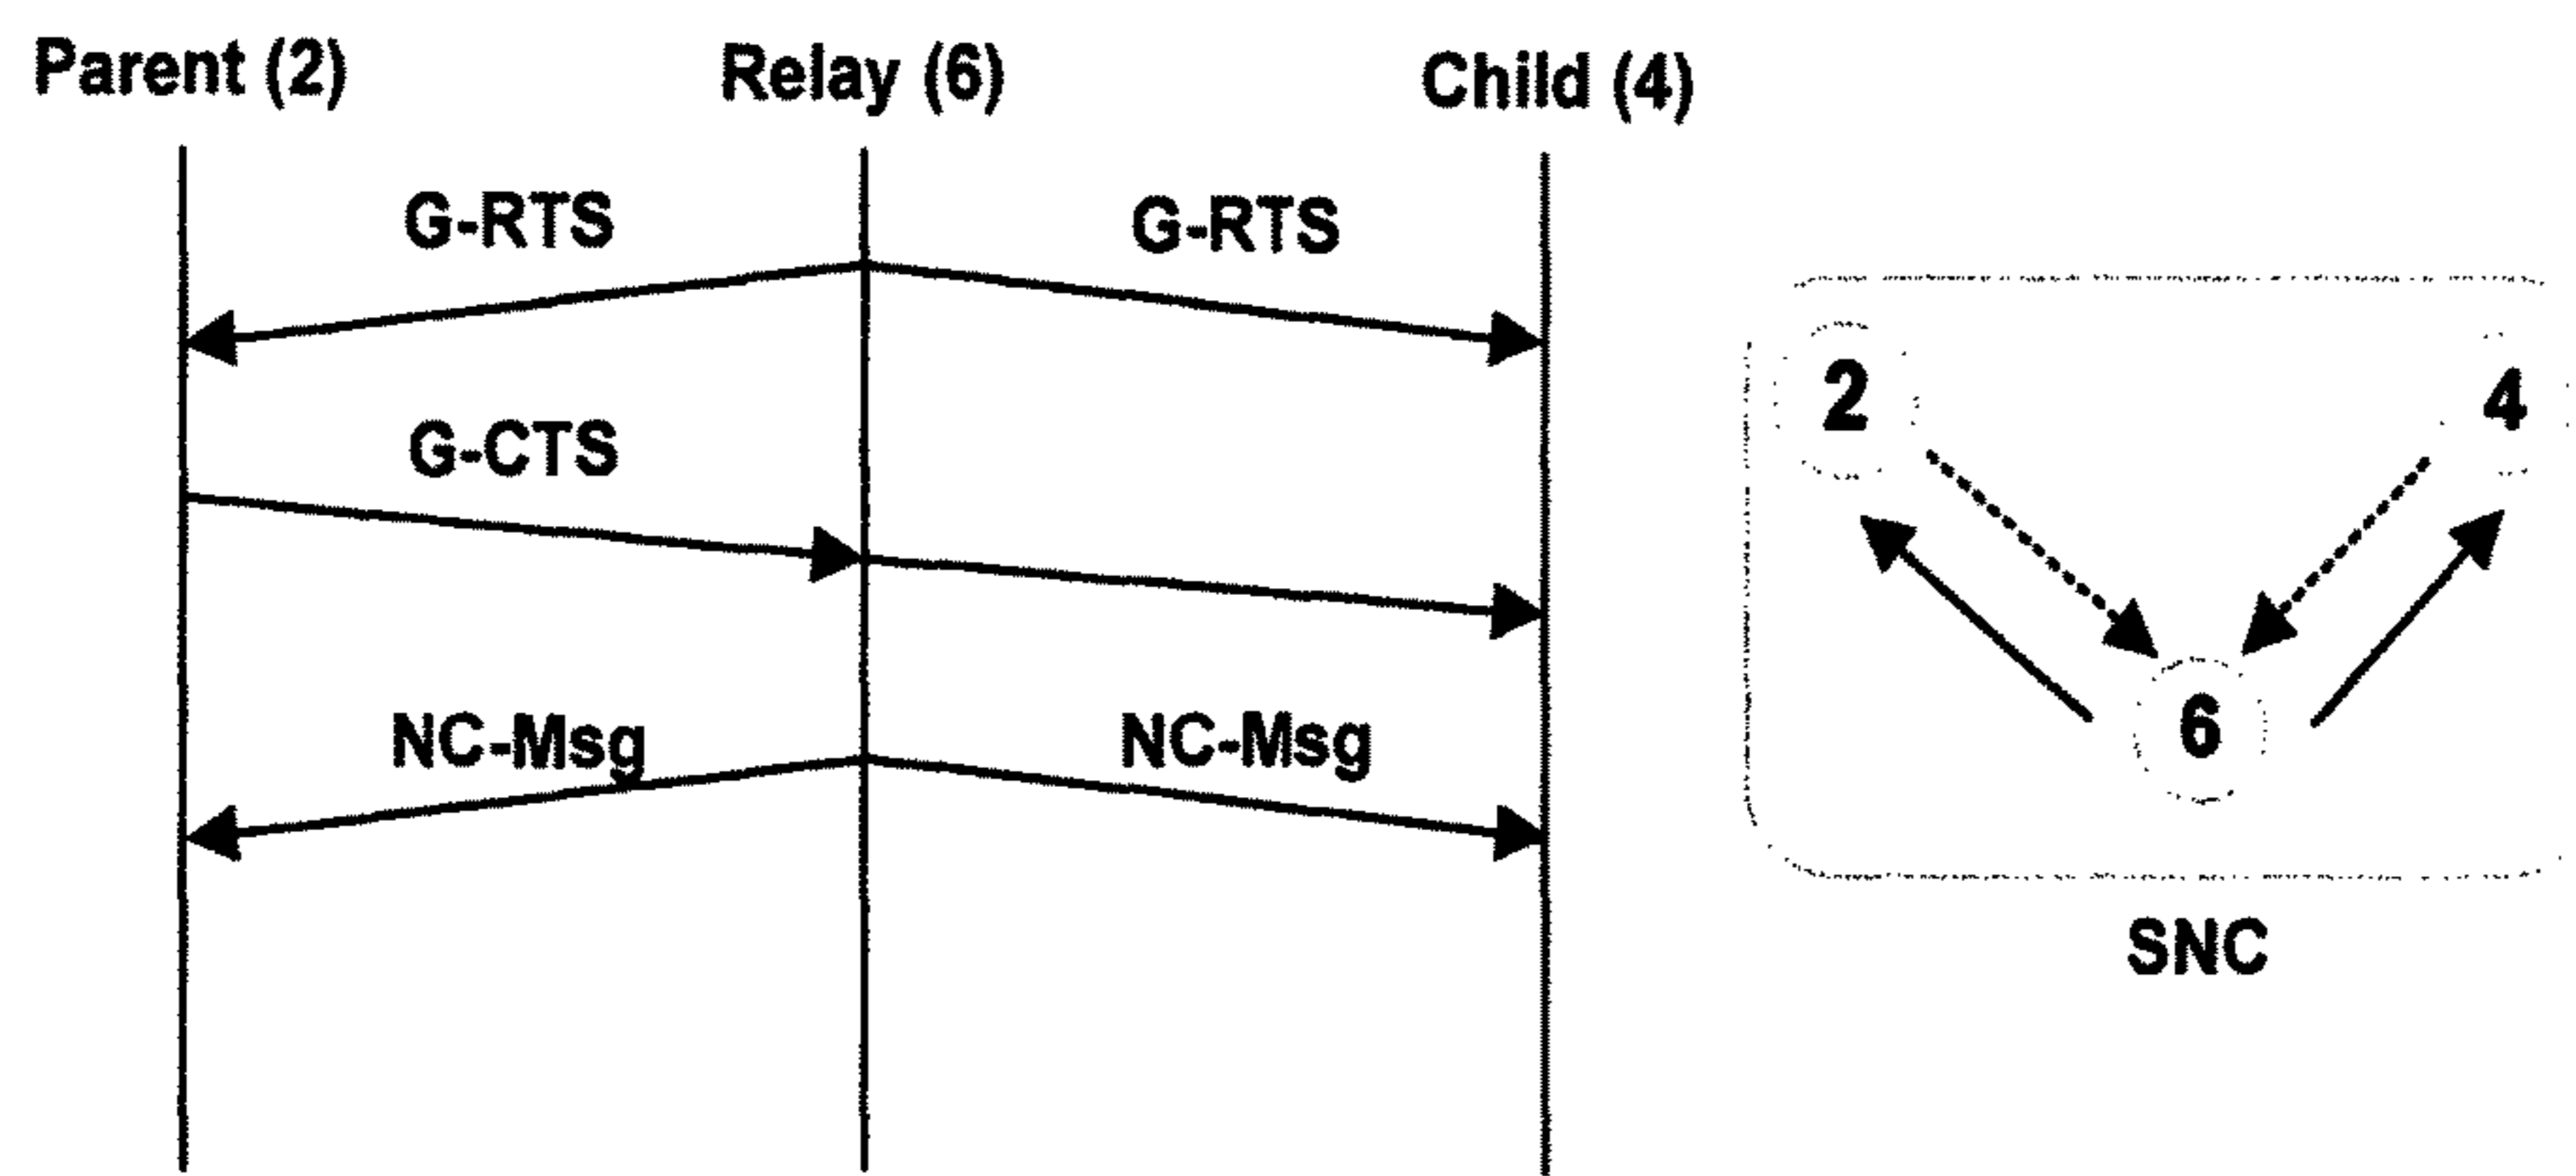 Parent (2) Relay (6) Child (4)
G-RTS G-RTS
G-CTS
NC-Msg NC-Msg
2 4
6
SNC